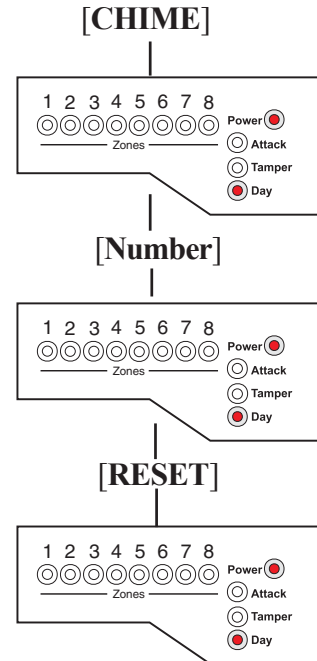 [CHIME]
1 2 3 4 5 6 7 8
Power
Attack
Zones
Tamper
Day
[Number]
1 2 3 4 5 6 7 8
Power
Attack
Zones
Tamper
Day
[RESET]
1 2 3 4 5 6 7 8
Power
Attack
Zones
Tamper
Day